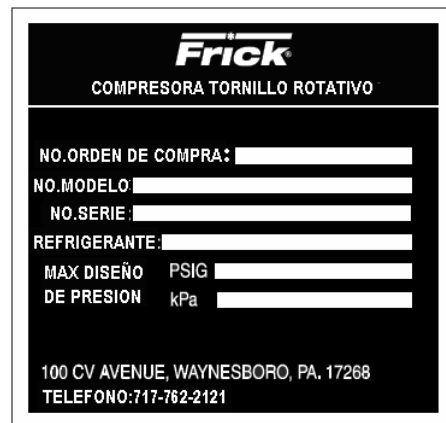 Frick®
COMPRESORA TORNILLO ROTATIVO
NO.ORDEN DE COMPRA:
NO.MODELO:
NO.SERIE:
REFRIGERANTE:
MAX DISEÑO PSIG
DE PRESION kPa
100 CV AVENUE, WAYNESBORO, PA. 17268
TELEFONO:717-762-2121